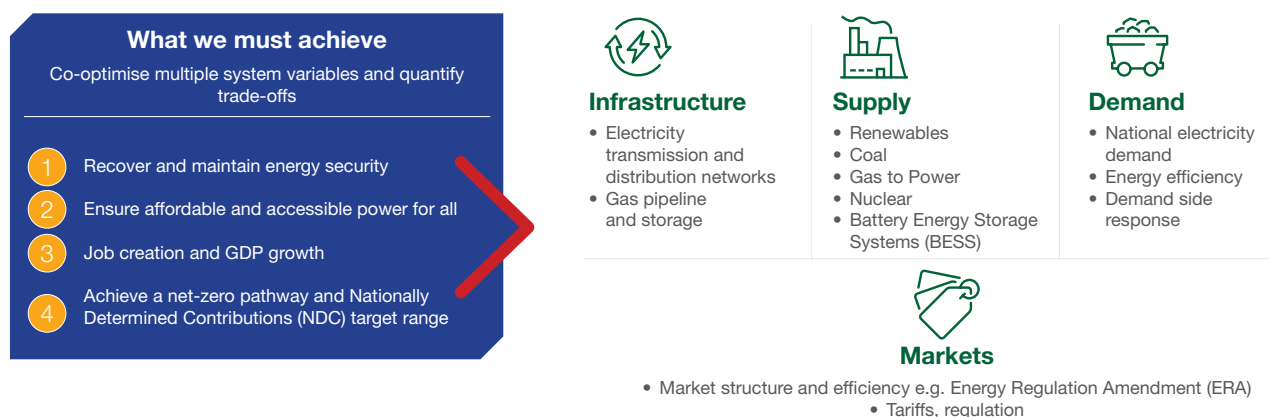 What we must achieve
Co-optimise multiple system variables and quantify
trade-offs
1 Recover and maintain energy security
2 Ensure affordable and accessible power for all
3 Job creation and GDP growth
4 Achieve a net-zero pathway and Nationally
Determined Contributions (NDC) target range
Infrastructure
• Electricity
transmission and
distribution networks
• Gas pipeline
and storage
Supply
• Renewables
• Coal
• Gas to Power
• Nuclear
• Battery Energy Storage
Systems (BESS)
Demand
• National electricity
demand
• Energy efficiency
• Demand side
response
Markets
• Market structure and efficiency e.g. Energy Regulation Amendment (ERA)
• Tariffs, regulation